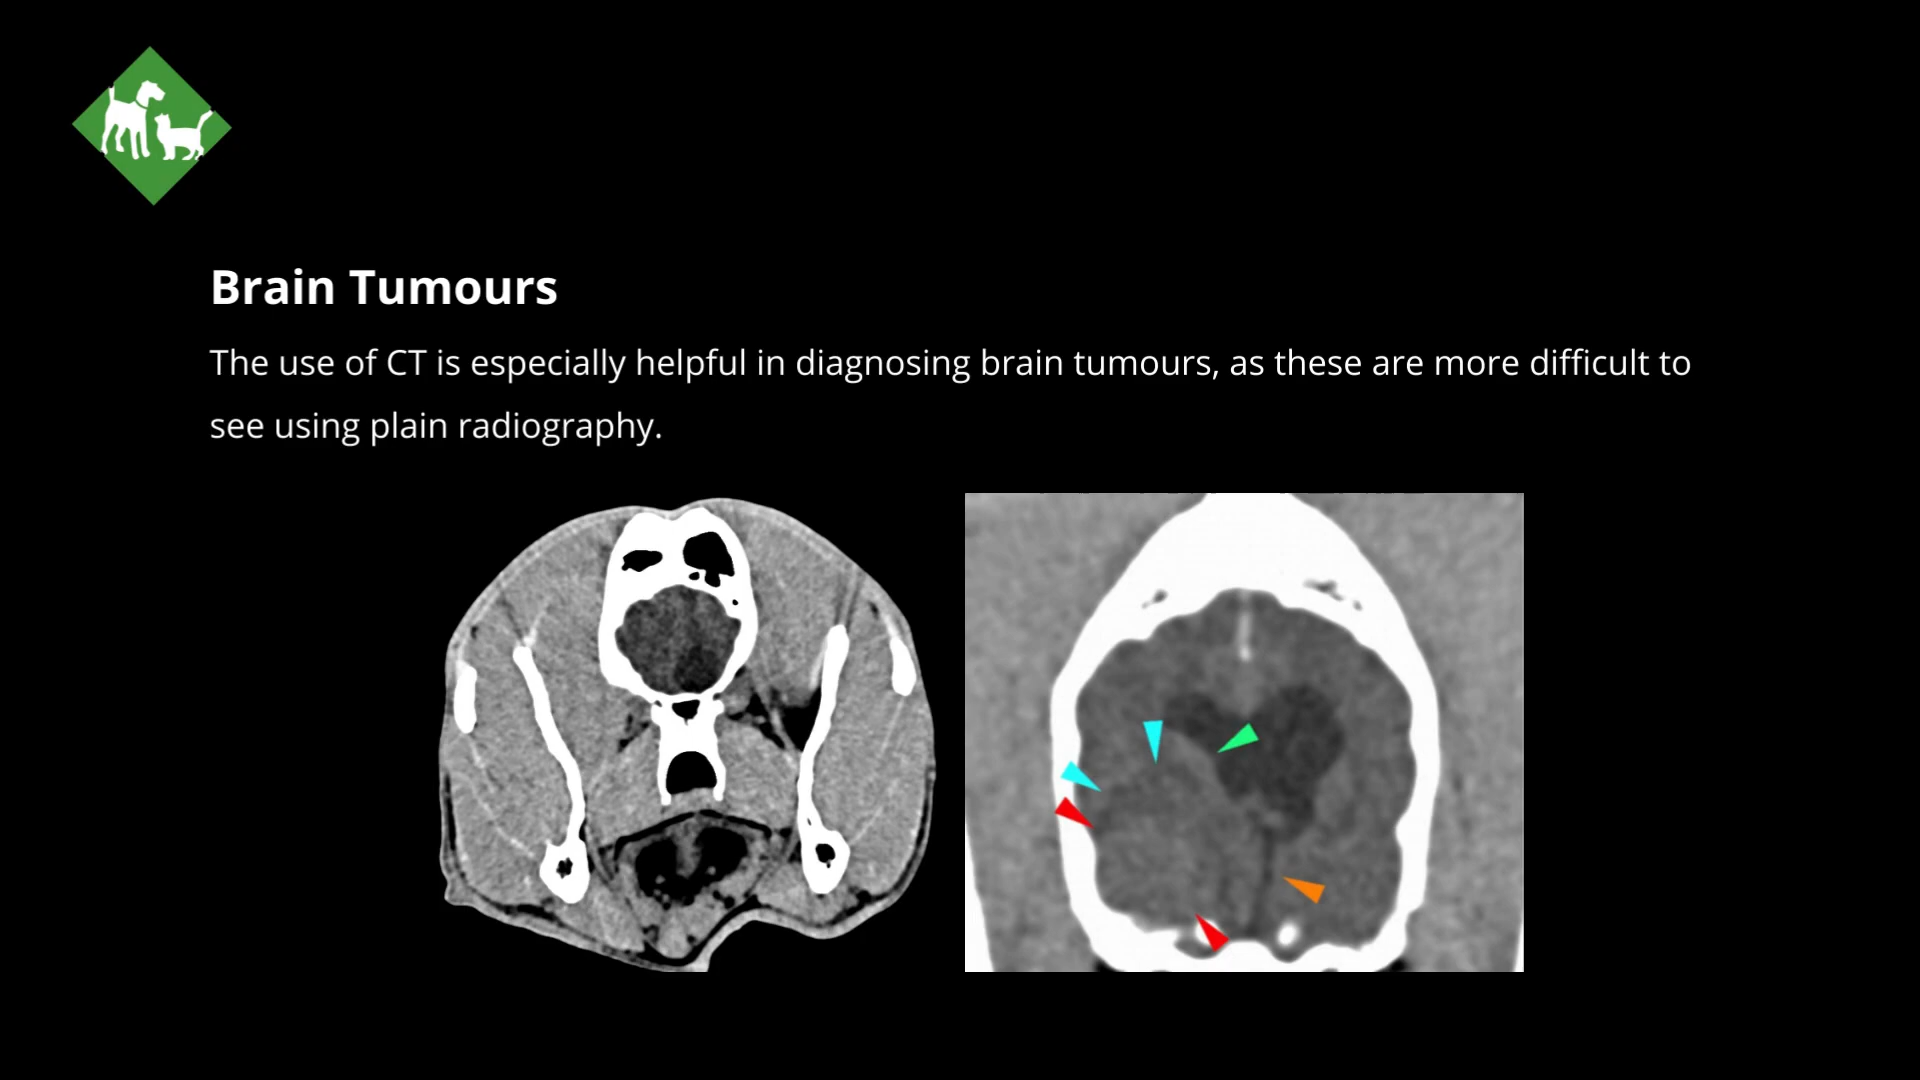 Brain Tumours
The use of CT is especially helpful in diagnosing brain tumours, as these are more difficult to
see using plain radiography.